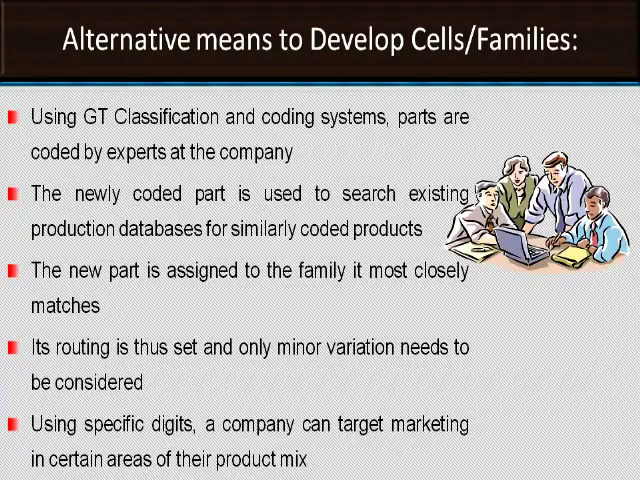 Alternative means to Develop Cells/Families:
Using GT Classification and coding systems, parts are
coded by experts at the company
The newly coded part is used to search existing
production databases for similarly coded products
The new part is assigned to the family it most closely
matches
Its routing is thus set and only minor variation needs to
be considered
Using specific digits, a company can target marketing
in certain areas of their product mix